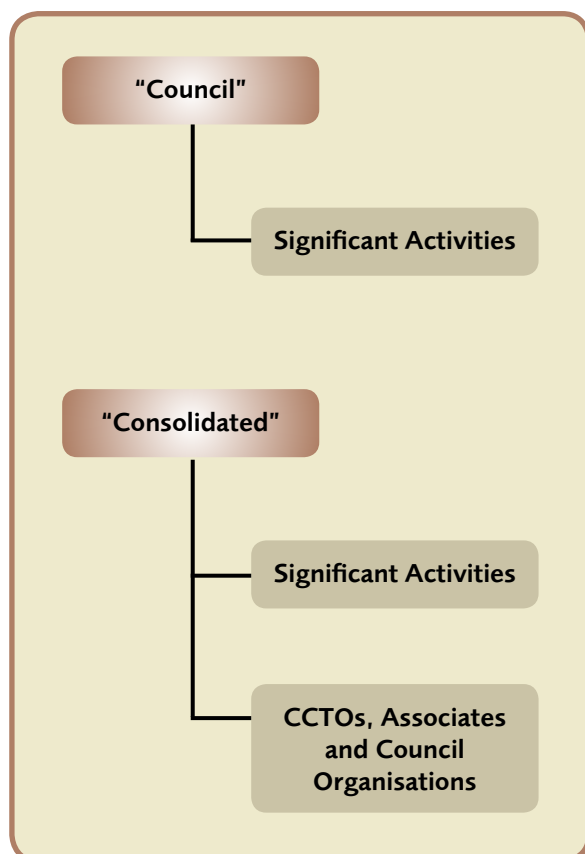 “Council”
Significant Activities
“Consolidated”
Significant Activities
CCTOs, Associates
and Council
Organisations